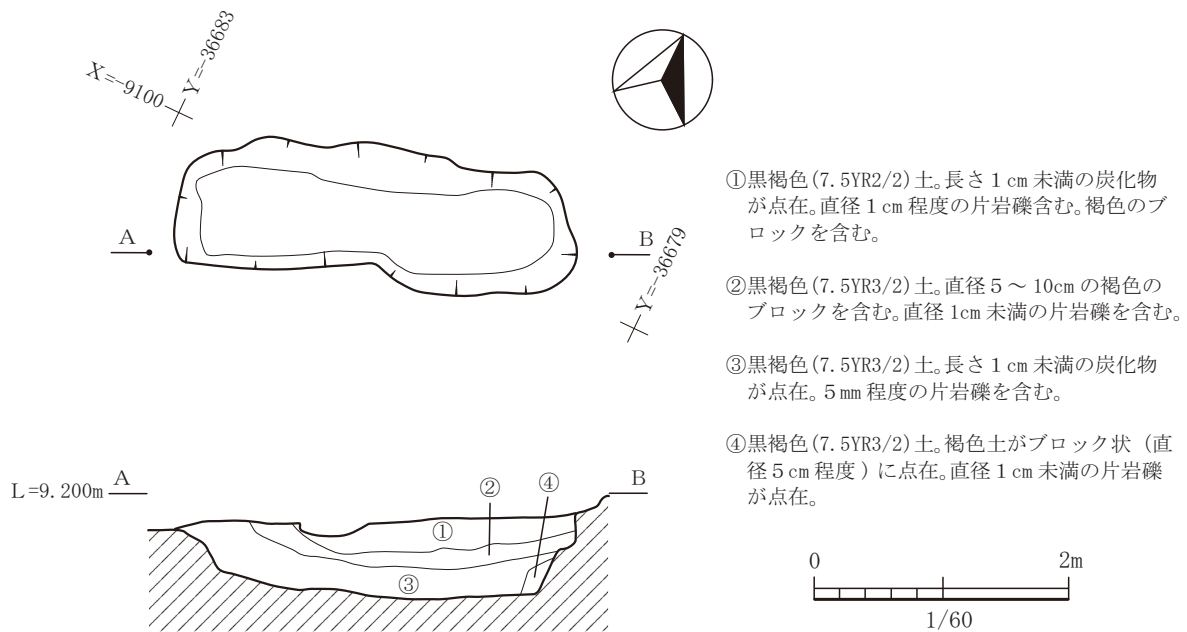 X=-9100
Y=-36683
A
B
Y=-36679
①黒褐色(7.5YR2/2)土。長さ1cm未満の炭化物
が点在。直径1cm程度の片岩礫含む。褐色のブ
ロックを含む。
②黒褐色(7.5YR3/2)土。直径5～10cmの褐色の
ブロックを含む。直径1cm未満の片岩礫を含む。
③黒褐色(7.5YR3/2)土。長さ1cm未満の炭化物
が点在。5mm程度の片岩礫を含む。
④黒褐色(7.5YR3/2)土。褐色土がブロック状（直
径5cm程度）に点在。直径1cm未満の片岩礫
が点在。
L=9.200m
A
B
②
④
①
③
0
2m
1/60